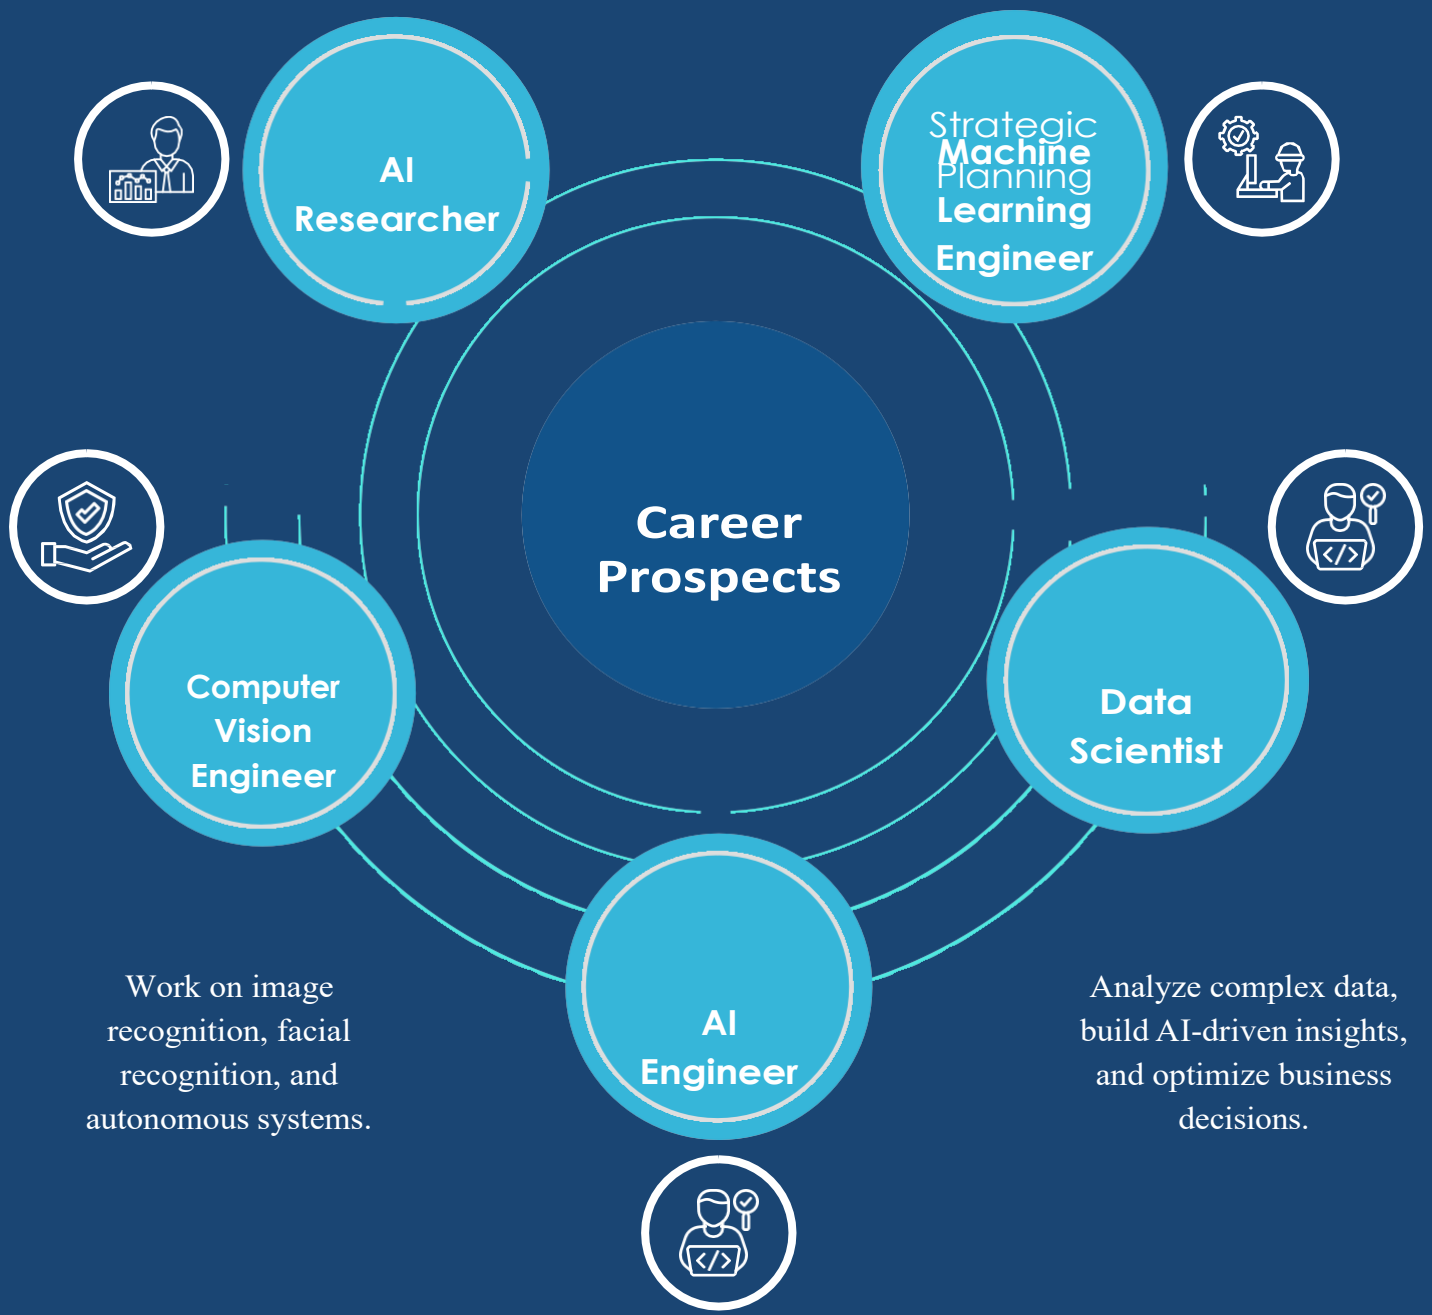 AI
Researcher
Strategic
Machine
Planning
Learning
Engineer
Career
Prospects
Computer
Vision
Engineer
Data
Scientist
AI
Engineer
Work on image
recognition, facial
recognition, and
autonomous systems.
Analyze complex data,
build AI-driven insights,
and optimize business
decisions.